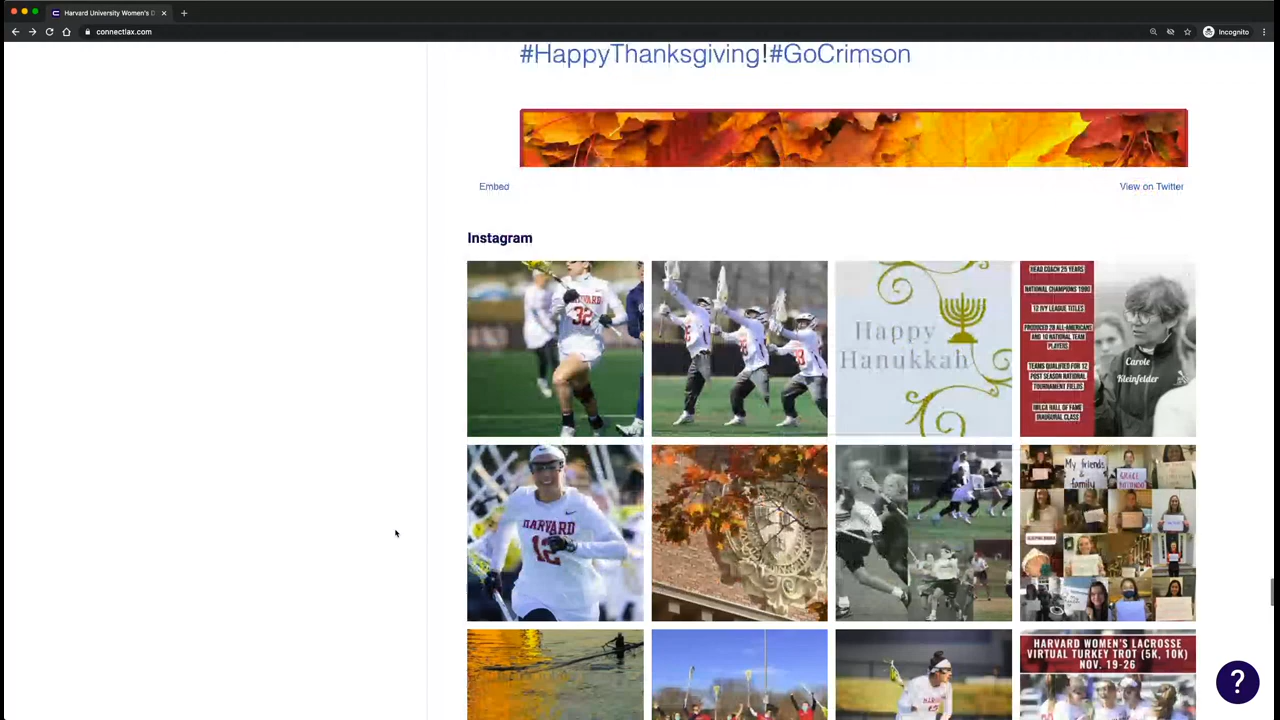 Harvard University Women's D
connectlax.com
Incognito
#HappyThanksgiving!#GoCrimson
Embed
View on Twitter
Instagram
HARVARD
32
Happy
Hanukkah
HEAD COACH 25 YEARS
NATIONAL CHAMPIONS 1990
12 IVY LEAGUE TITLES
PRODUCED 28 ALL-AMERICANS
AND 10 NATIONAL TEAM
PLAYERS
TEAMS QUALIFIED FOR 12
POST SEASON NATIONAL
TOURNAMENT FIELDS
IWLCA HALL OF FAME
INAUGURAL CLASS
Carole
Kleinfelder
HARVARD
12
My friends
&
family
HARVARD WOMEN'S LACROSSE
VIRTUAL TURKEY TROT (5K, 10K)
NOV. 19-26
?